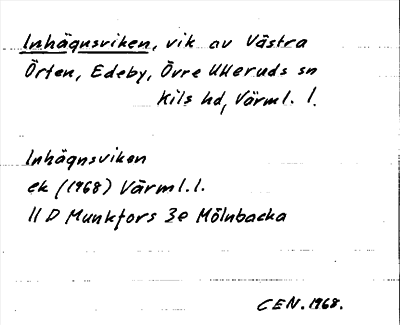 Inhägnsviken, vik av Västra
Örten, Edeby, Övre Ulleruds sn
Kils hd, Värml. l.
Inhägnsviken
ek (1968) Värml.l.
11 D Munkfors 3e Mölnbacka
CEN. 1968.